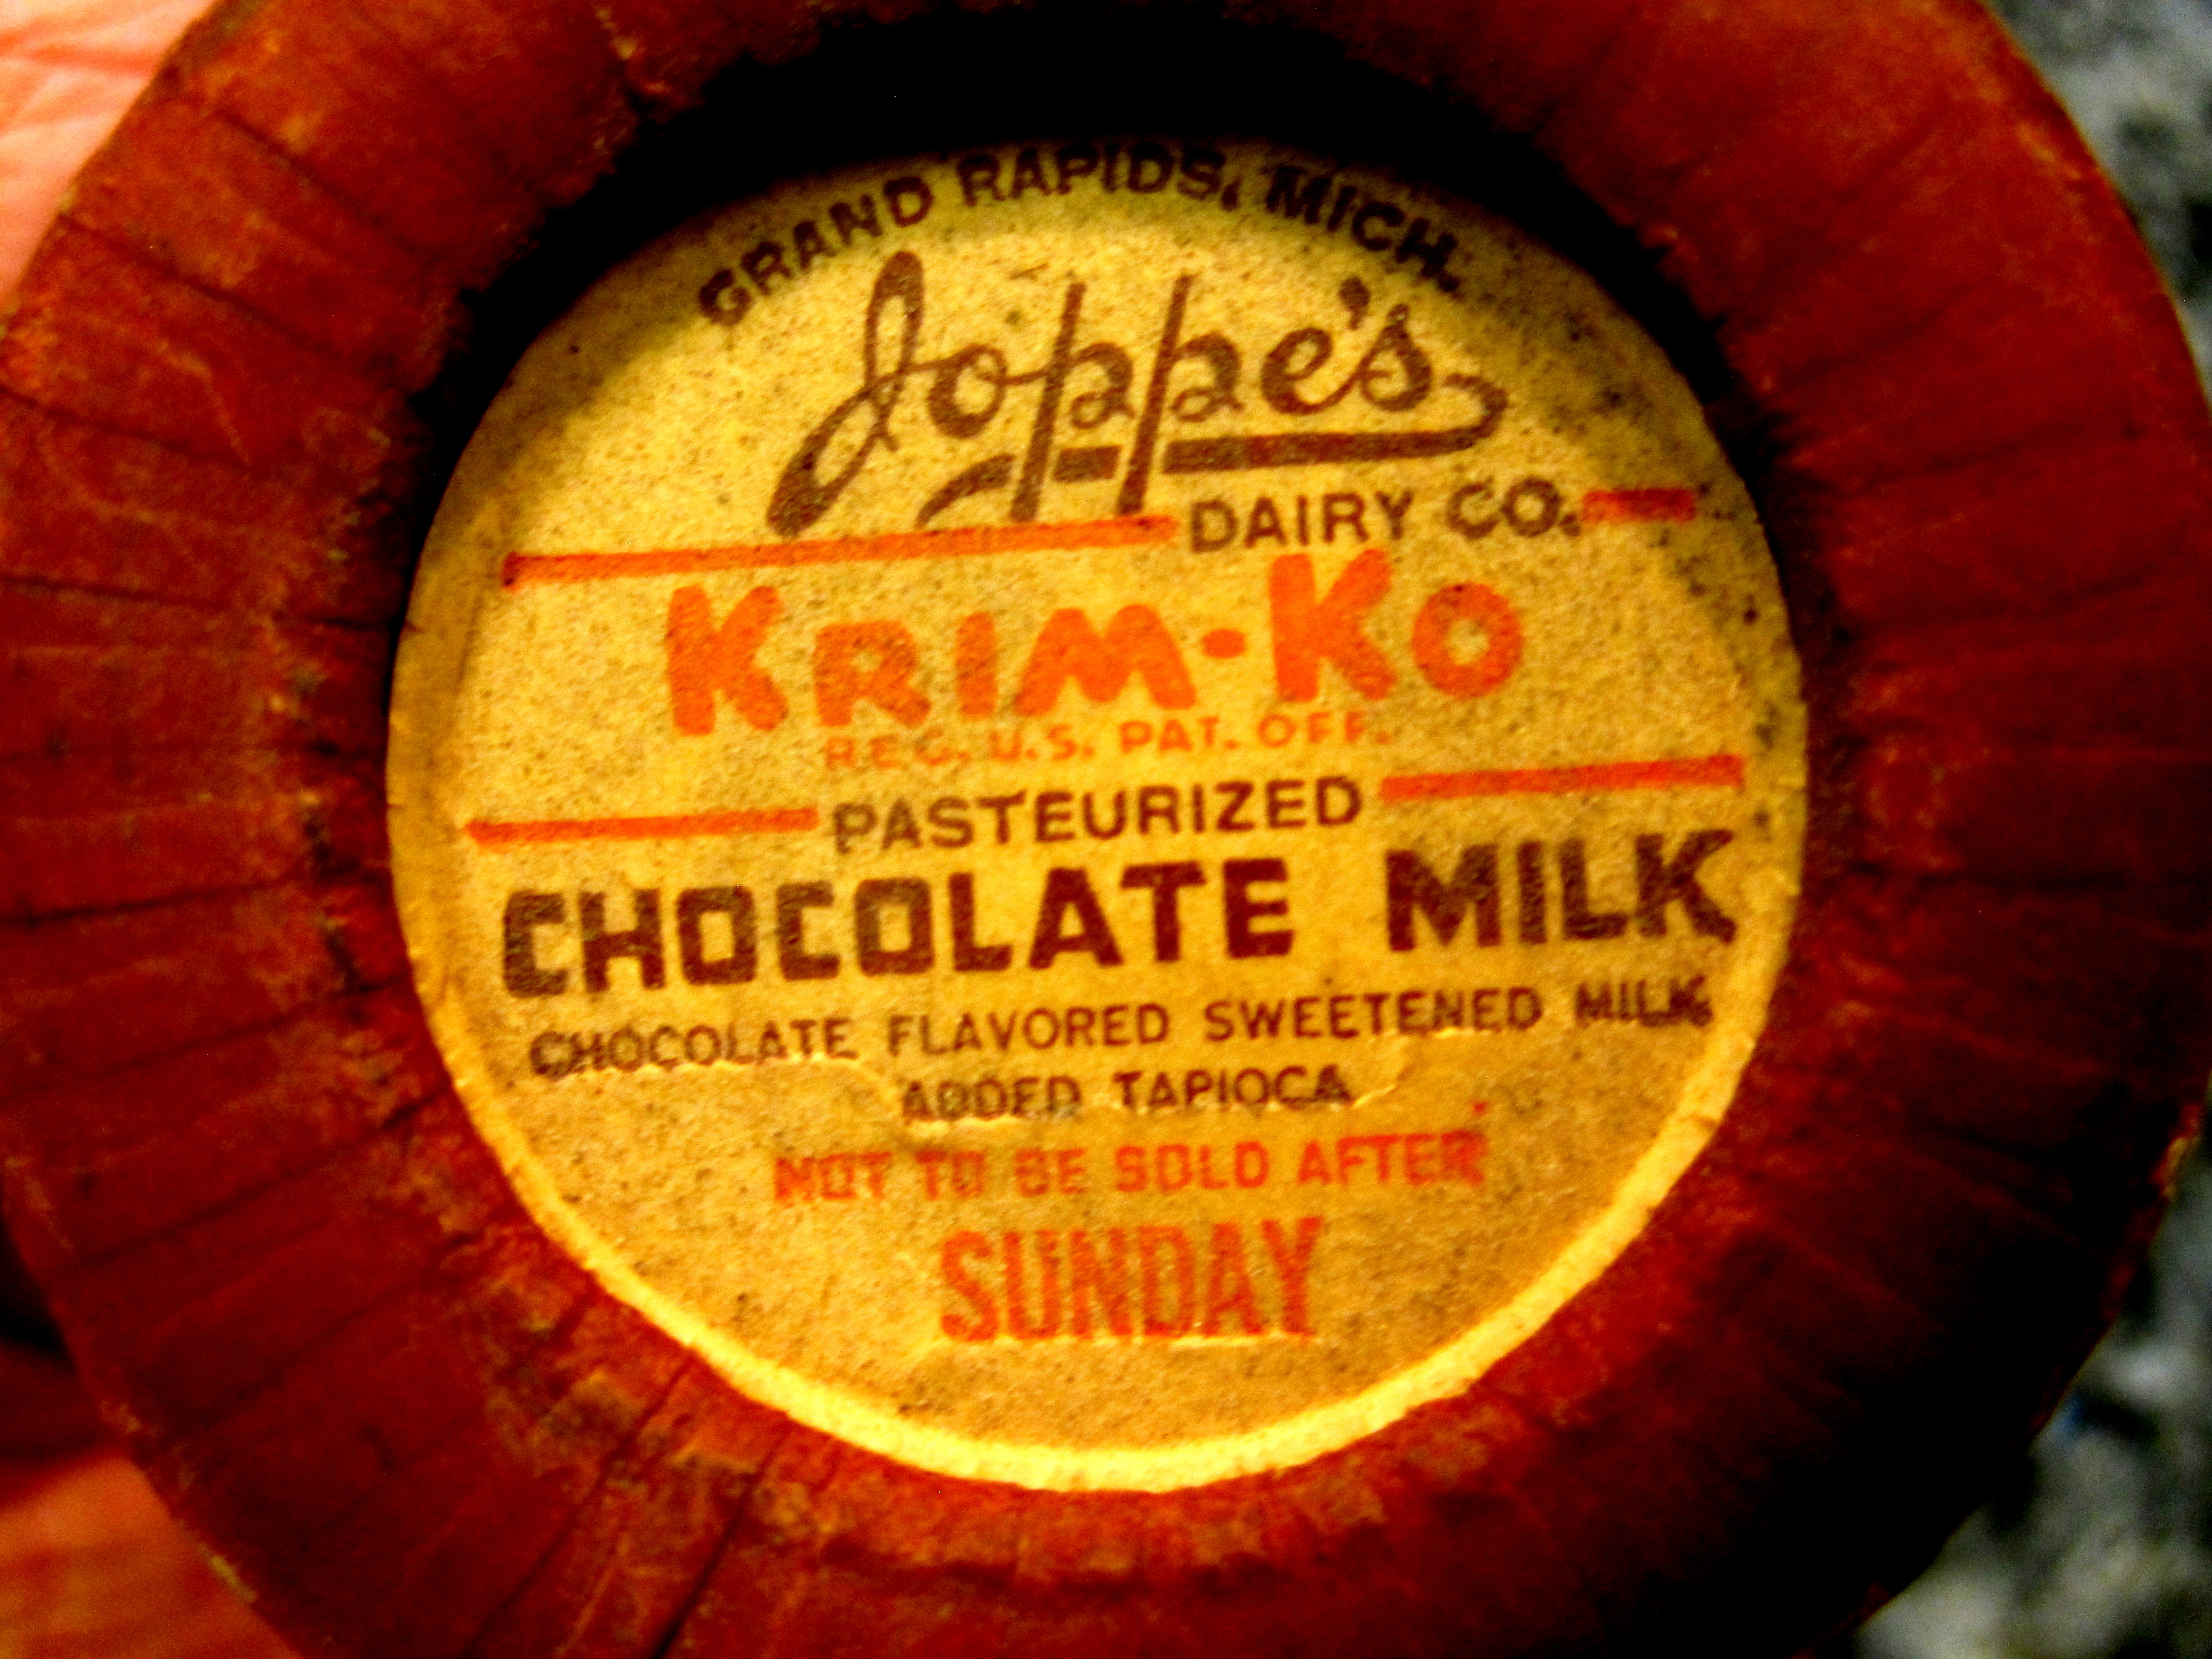 GRAND RAPIDS, MICH.
Joppe's
DAIRY CO.
KRIM-KO
REG. U.S. PAT. OFF.
PASTEURIZED
CHOCOLATE MILK
CHOCOLATE FLAVORED SWEETENED MILK
ADDED TAPIOCA
NOT TO BE SOLD AFTER
SUNDAY